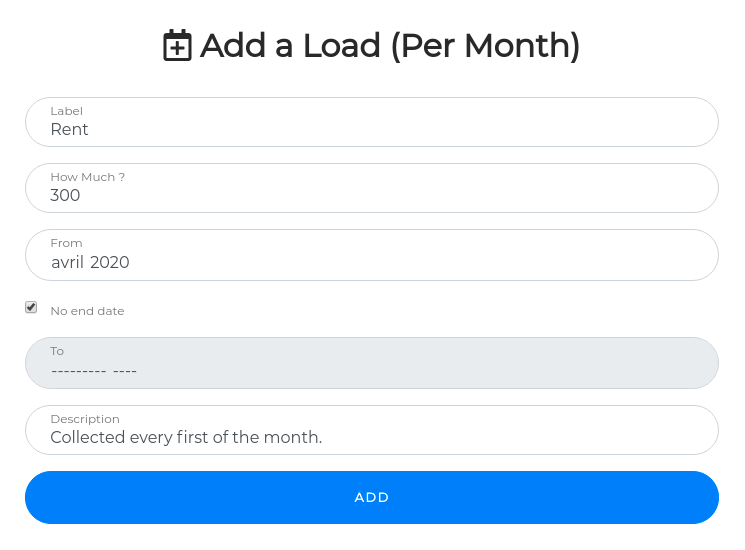 Add a Load (Per Month)
Label
Rent
How Much ?
300
From
avril 2020
No end date
To
--------- ----
Description
Collected every first of the month.
ADD